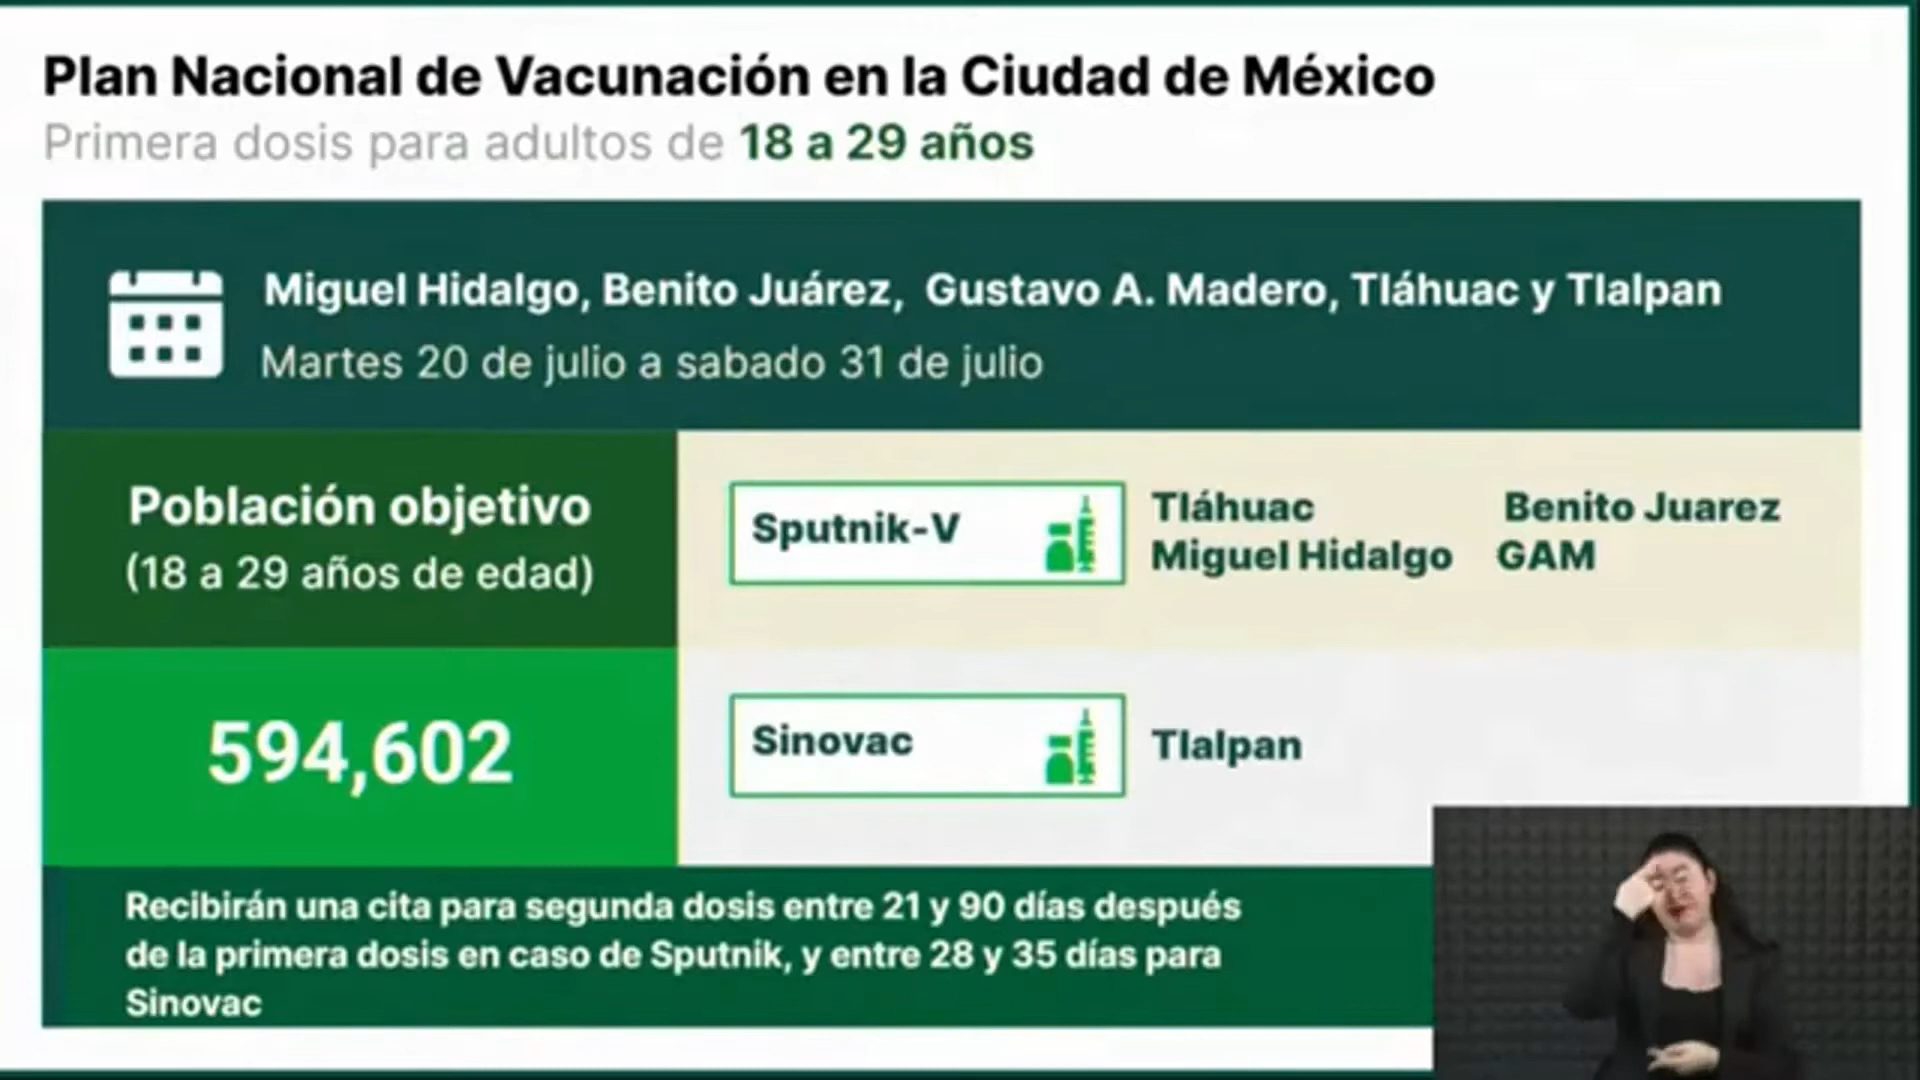 Plan Nacional de Vacunación en la Ciudad de México
Primera dosis para adultos de 18 a 29 años
Miguel Hidalgo, Benito Juárez, Gustavo A. Madero, Tláhuac y Tlalpan
Martes 20 de julio a sabado 31 de julio
Población objetivo
(18 a 29 años de edad)
594,602
Sputnik-V
Tláhuac Benito Juarez
Miguel Hidalgo GAM
Sinovac
Tlalpan
Recibirán una cita para segunda dosis entre 21 y 90 días después
de la primera dosis en caso de Sputnik, y entre 28 y 35 días para
Sinovac